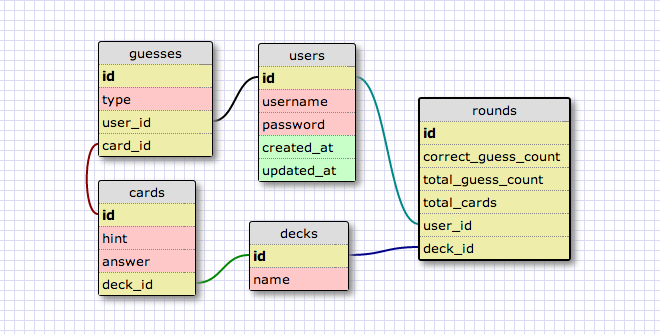 guesses
id
type
user_id
card_id
users
id
username
password
created_at
updated_at
rounds
id
correct_guess_count
total_guess_count
total_cards
user_id
deck_id
cards
id
hint
answer
deck_id
decks
id
name